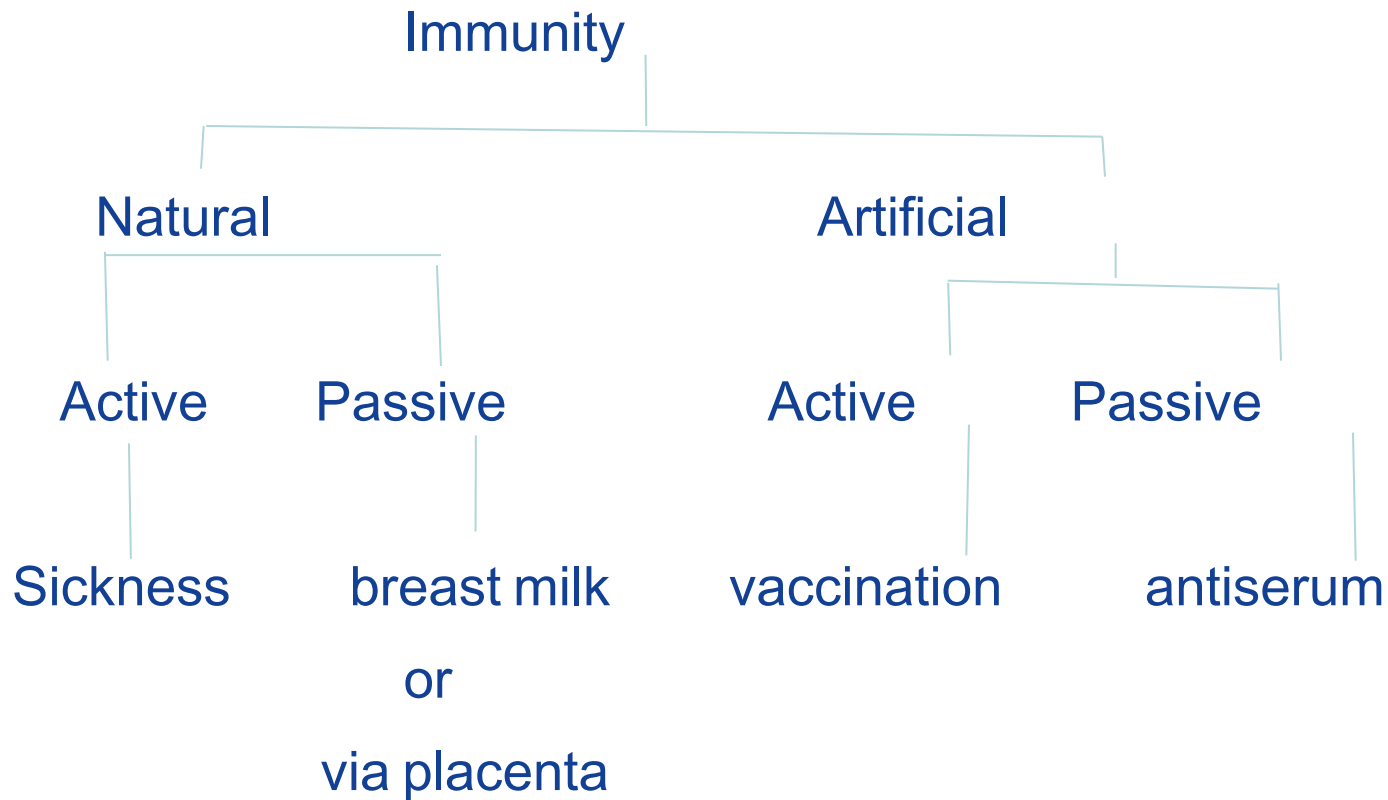 Immunity
Natural Artificial
Active Passive Active Passive
Sickness breast milk vaccination antiserum
or
via placenta